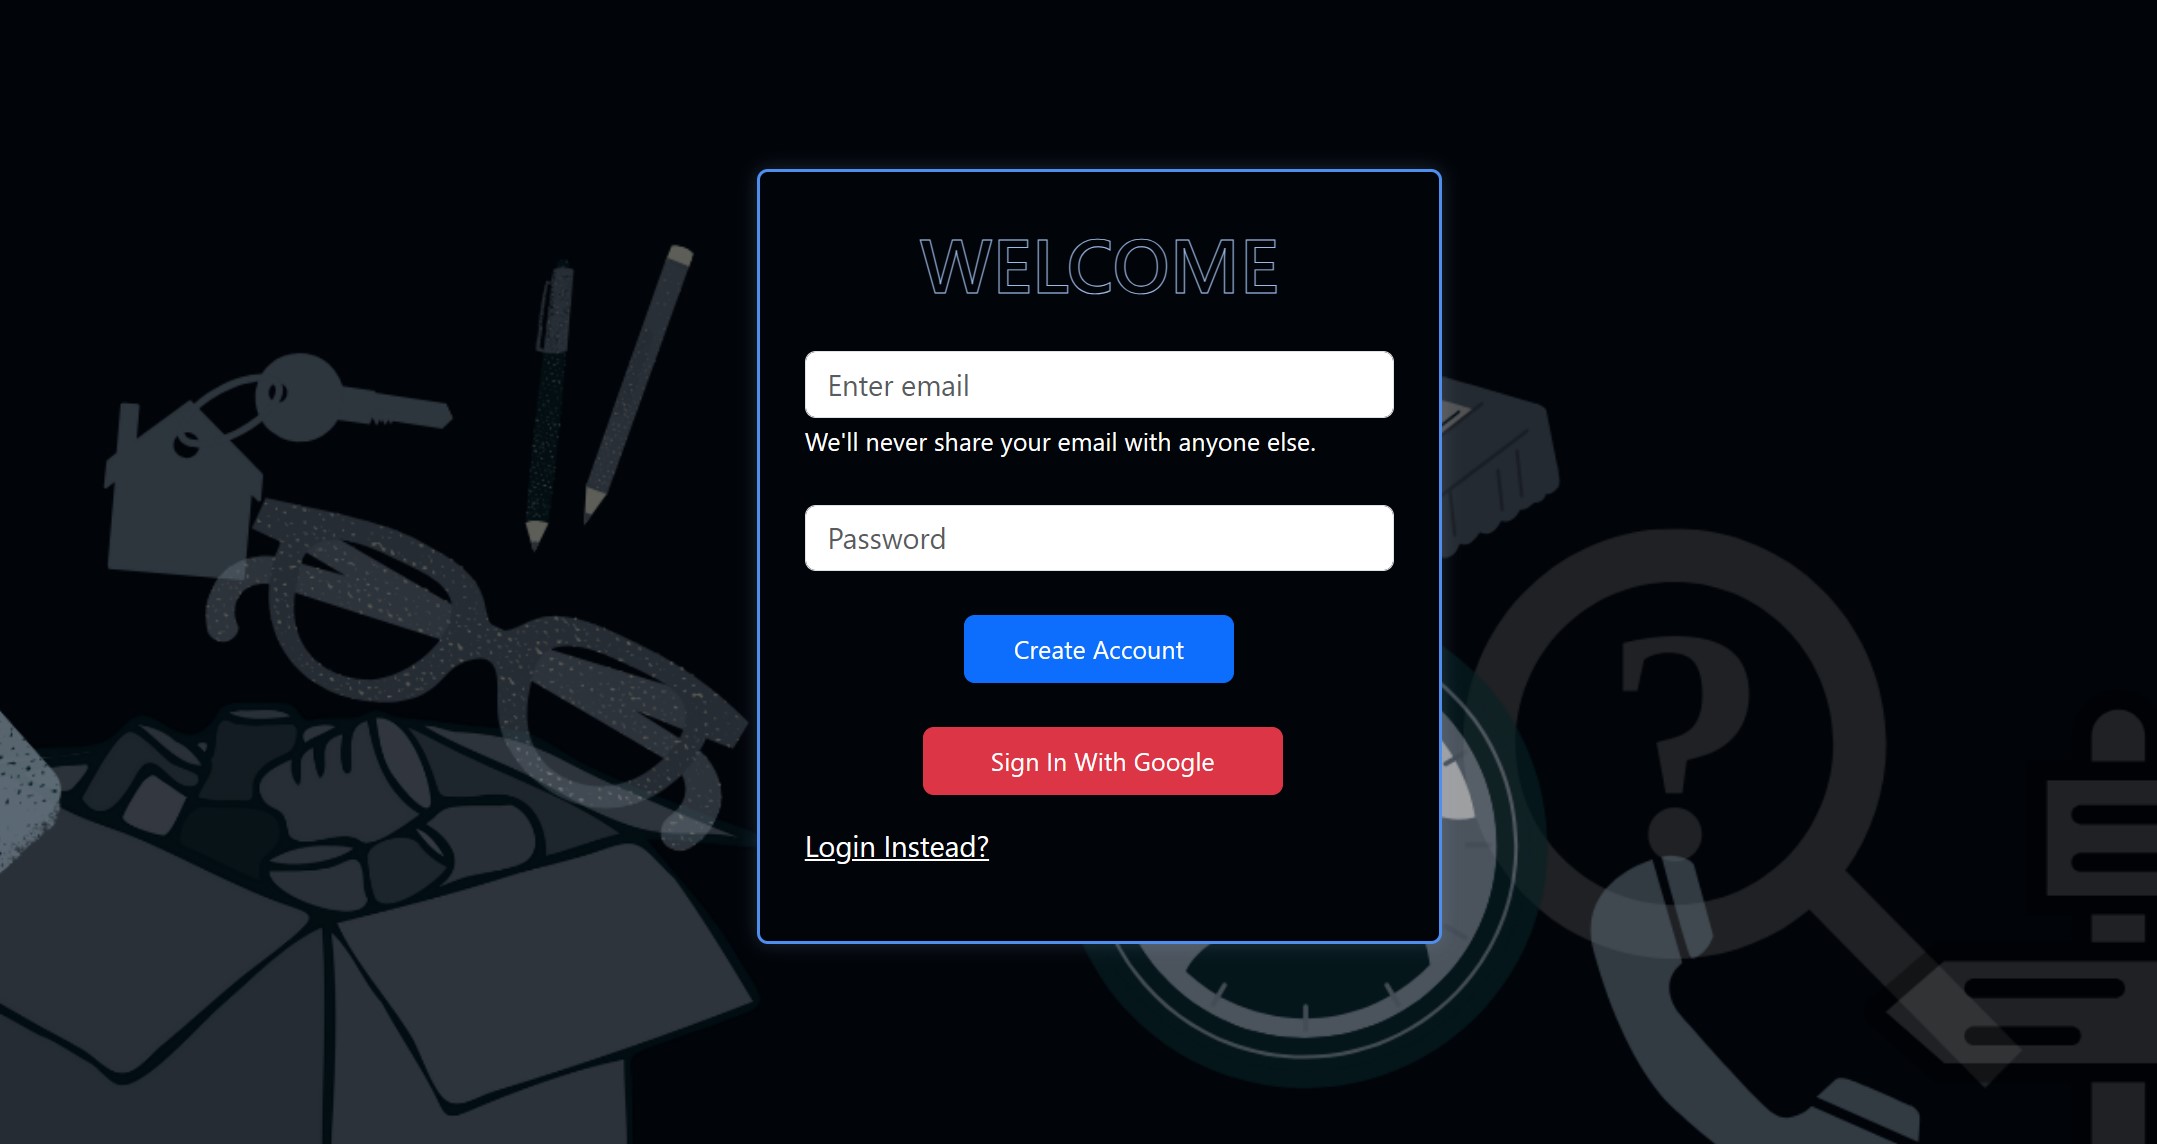 WELCOME
Enter email
We'll never share your email with anyone else.
Password
Create Account
Sign In With Google
Login Instead?
?